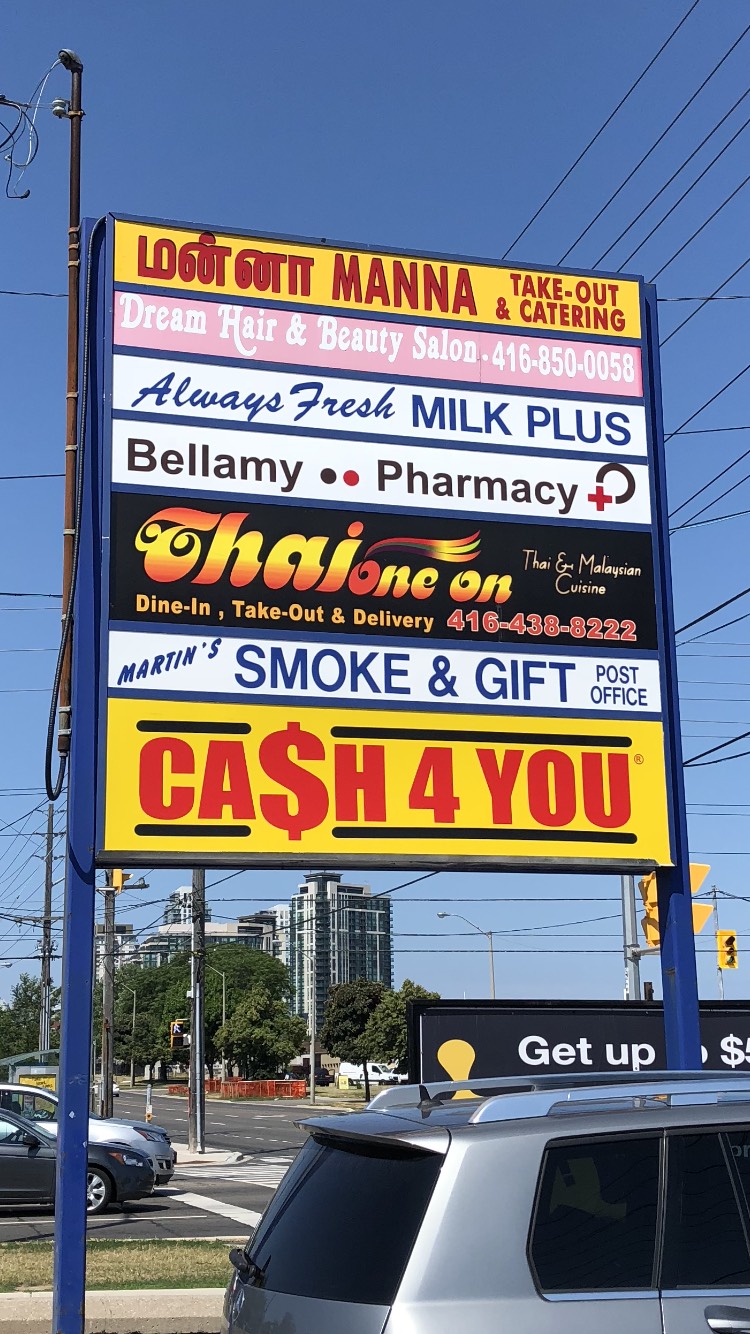 மன்னா MANNA TAKE-OUT & CATERING
Dream Hair & Beauty Salon. 416-850-0058
Always Fresh MILK PLUS
Bellamy Pharmacy
Thai one on Thai & Malaysian Cuisine
Dine-In , Take-Out & Delivery 416-438-8222
MARTIN'S SMOKE & GIFT POST OFFICE
CA$H 4 YOU®
Get up